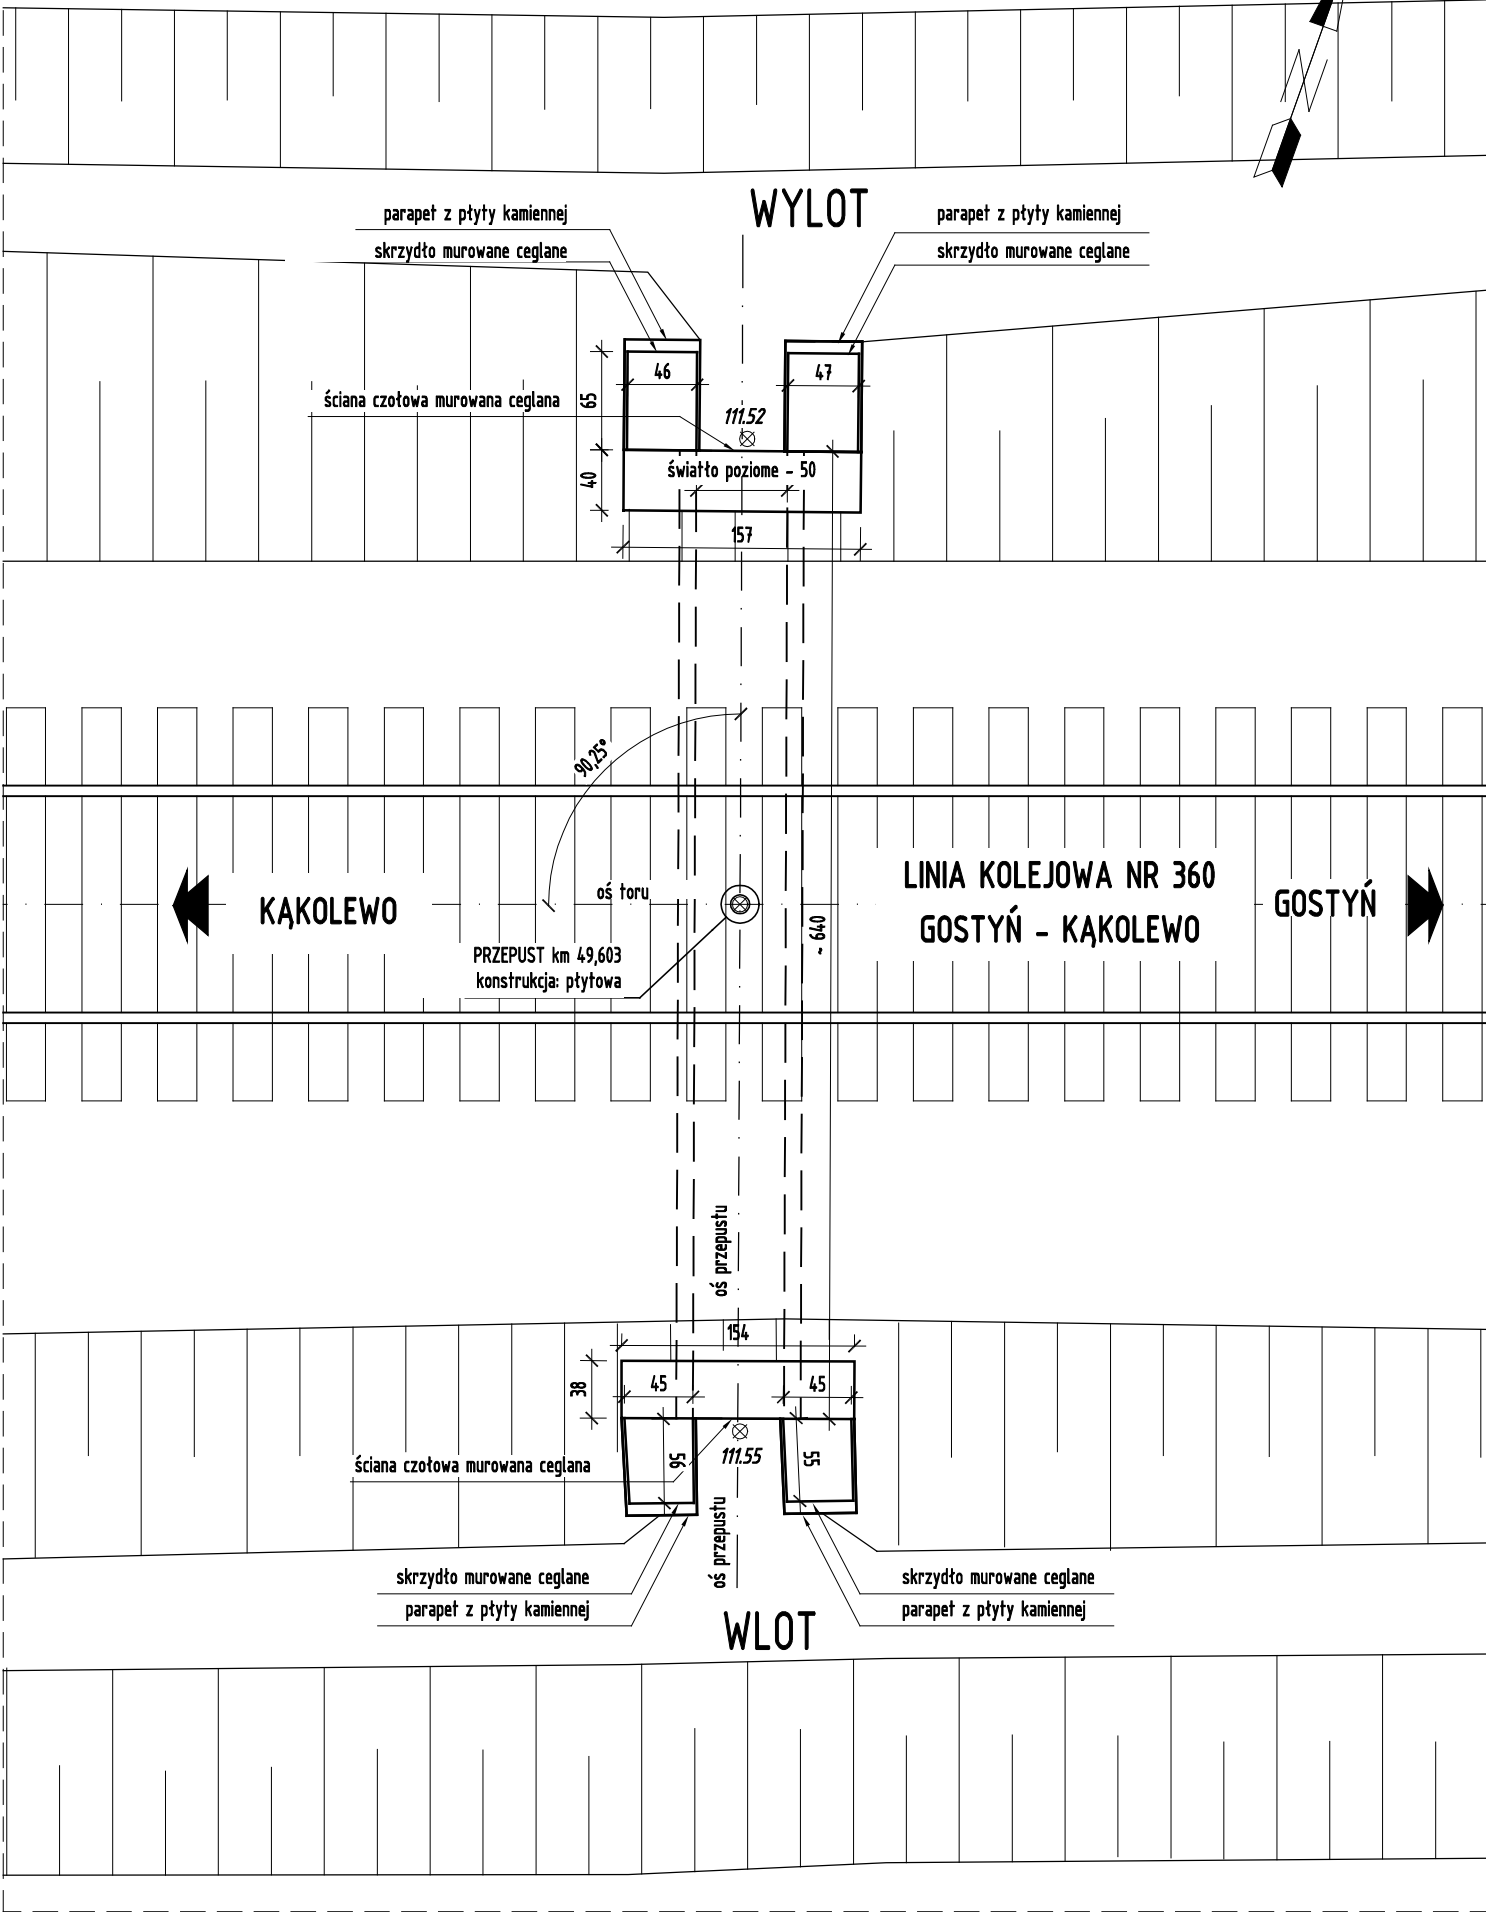 WYLOT
parapet z płyty kamiennej
skrzydło murowane ceglane
parapet z płyty kamiennej
skrzydło murowane ceglane
46
47
65
ściana czołowa murowana ceglana
111.52
40
światło poziome - 50
157
90,25°
oś toru
KĄKOLEWO
LINIA KOLEJOWA NR 360
GOSTYŃ - KĄKOLEWO
GOSTYŃ
~ 640
PRZEPUST km 49,603
konstrukcja: płytowa
oś przepustu
154
38
45
45
56
55
111.55
ściana czołowa murowana ceglana
oś przepustu
skrzydło murowane ceglane
parapet z płyty kamiennej
skrzydło murowane ceglane
parapet z płyty kamiennej
WLOT